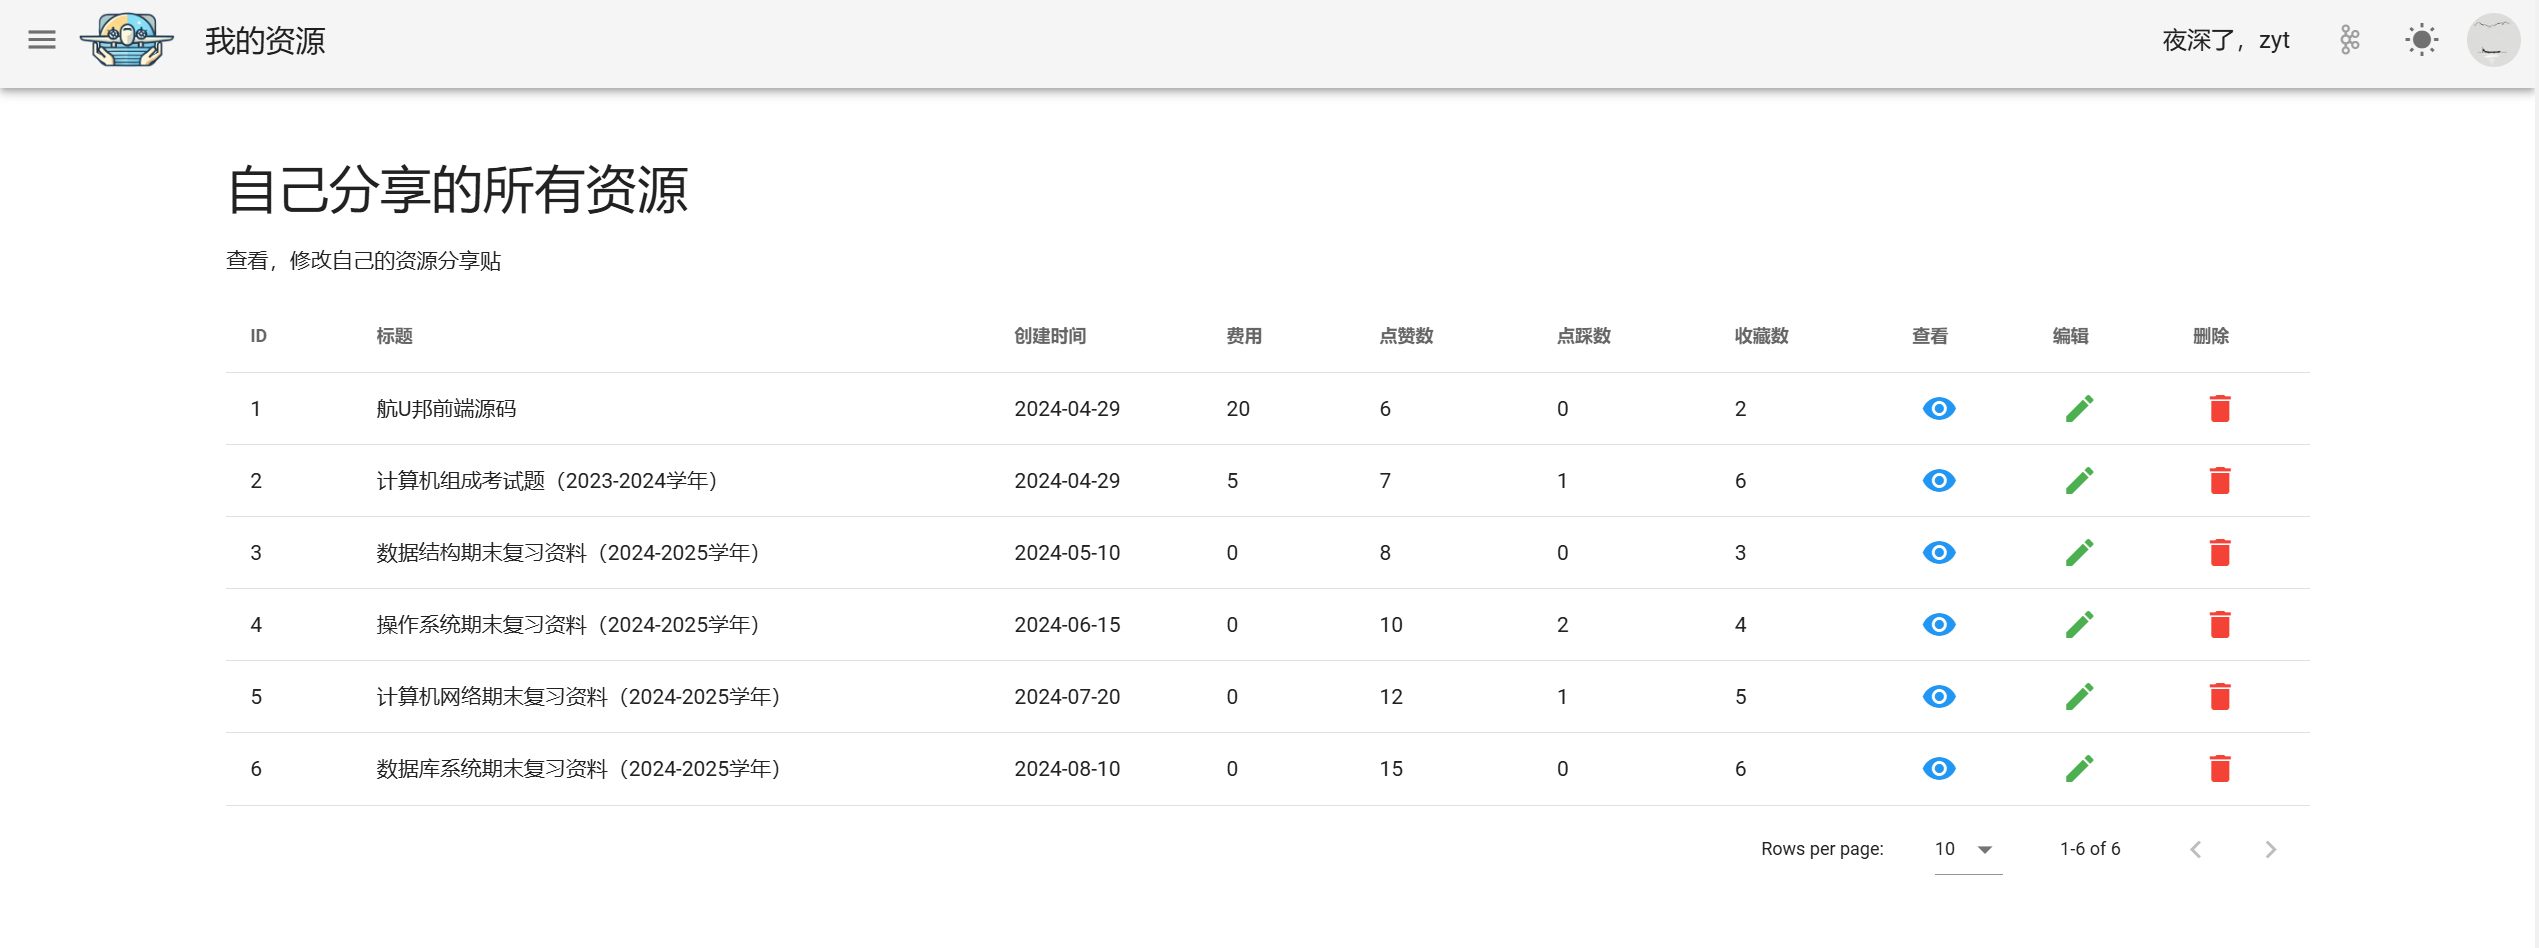 我的资源
夜深了，zyt
自己分享的所有资源
查看，修改自己的资源分享贴
ID 标题 创建时间 费用 点赞数 点踩数 收藏数 查看 编辑 删除
1 航U邦前端源码 2024-04-29 20 6 0 2
2 计算机组成考试题（2023-2024学年） 2024-04-29 5 7 1 6
3 数据结构期末复习资料（2024-2025学年） 2024-05-10 0 8 0 3
4 操作系统期末复习资料（2024-2025学年） 2024-06-15 0 10 2 4
5 计算机网络期末复习资料（2024-2025学年） 2024-07-20 0 12 1 5
6 数据库系统期末复习资料（2024-2025学年） 2024-08-10 0 15 0 6
Rows per page: 10 1-6 of 6